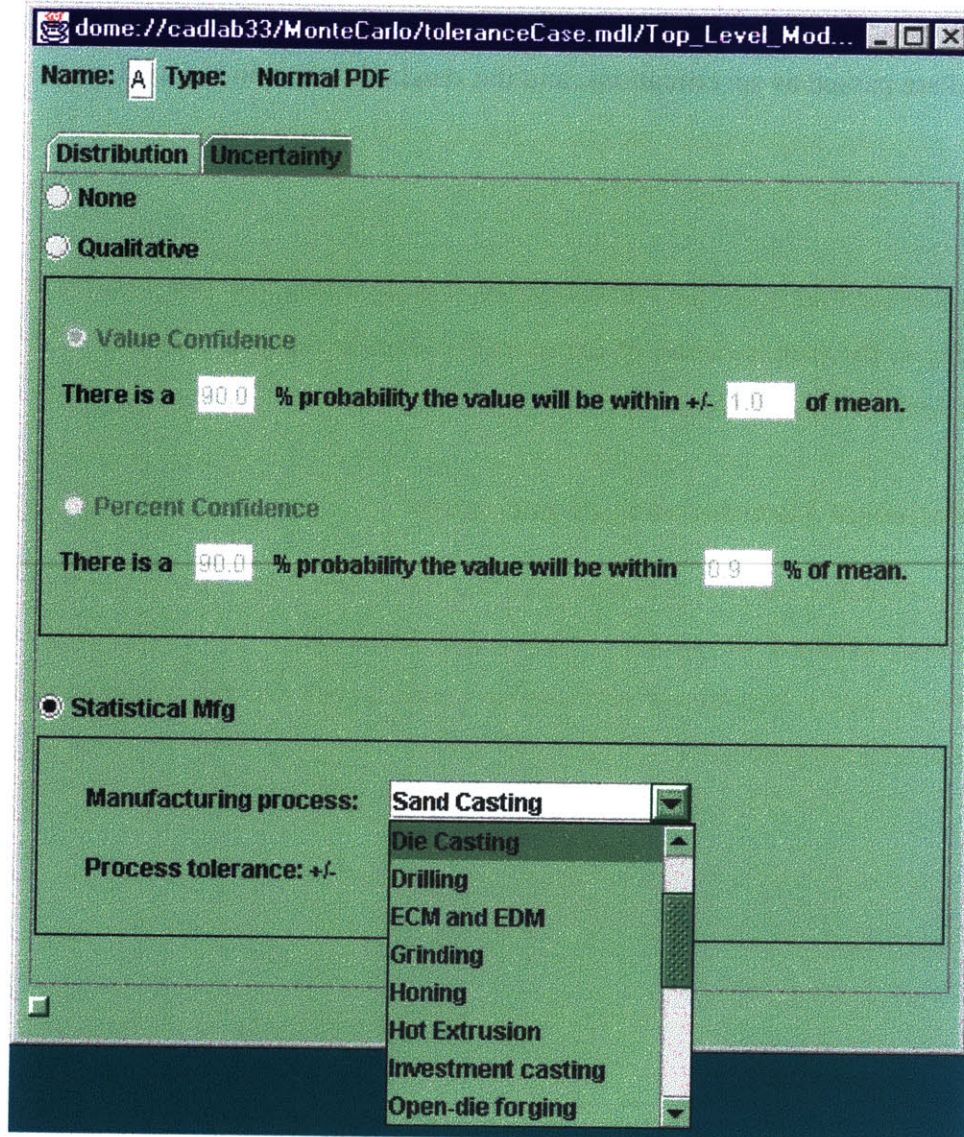 dome://cadlab33/MonteCarlo/toleranceCase.mdl/Top_Level_Mod...
Name: A Type: Normal PDF
Distribution Uncertainty
None
Qualitative
Value Confidence
There is a 90.0 % probability the value will be within +/- 1.0 of mean.
Percent Confidence
There is a 90.0 % probability the value will be within 0.9 % of mean.
Statistical Mfg
Manufacturing process: Sand Casting
Die Casting
Process tolerance: +/-
Drilling
ECM and EDM
Grinding
Honing
Hot Extrusion
Investment casting
Open-die forging